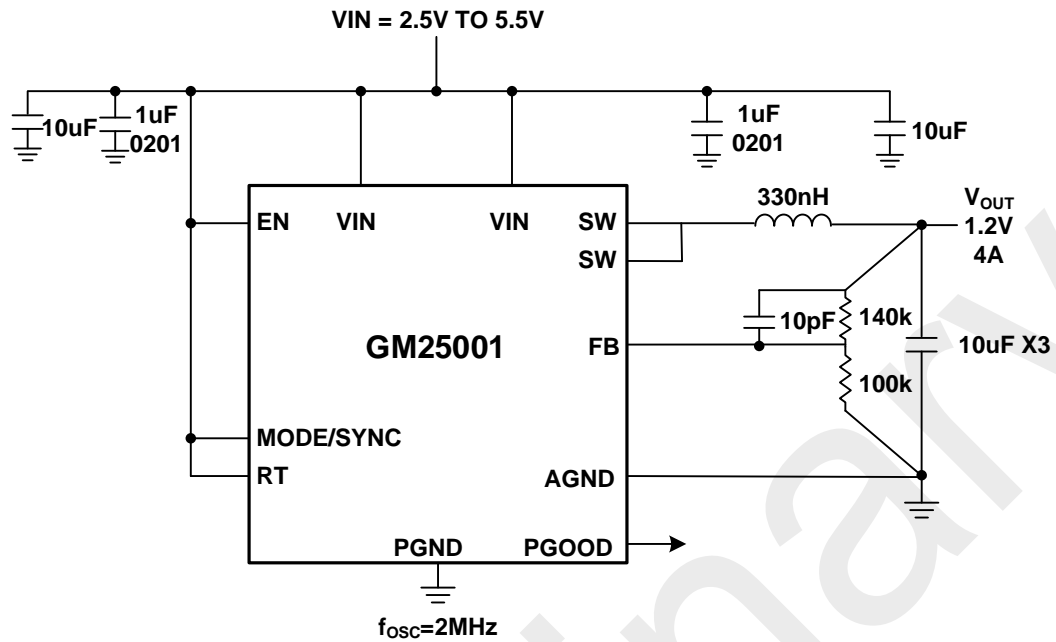 VIN = 2.5V TO 5.5V
10uF
1uF
0201
1uF
0201
10uF
EN
VIN
VIN
SW
SW
330nH
VOUT
1.2V
4A
GM25001
FB
10pF
140k
100k
10uF X3
MODE/SYNC
RT
AGND
PGND
PGOOD
fOSC=2MHz
inary